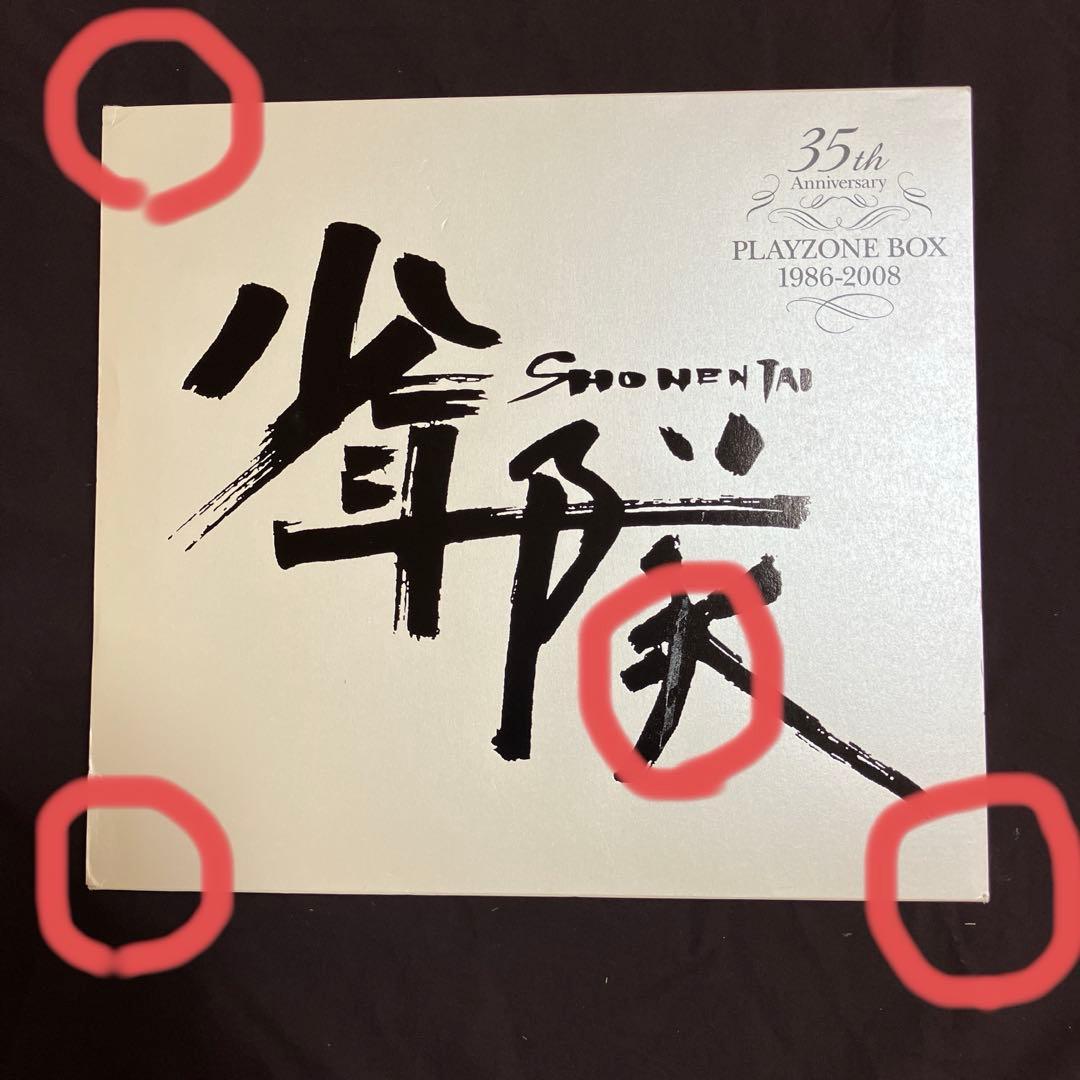 35th
Anniversary
PLAYZONE BOX
1986-2008
SHONENTAI
少年隊